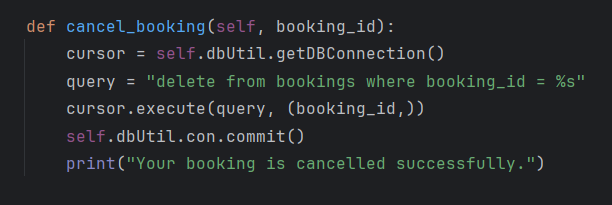 def cancel_booking(self, booking_id):
    cursor = self.dbUtil.getDBConnection()
    query = "delete from bookings where booking_id = %s"
    cursor.execute(query, (booking_id,))
    self.dbUtil.con.commit()
    print("Your booking is cancelled successfully.")